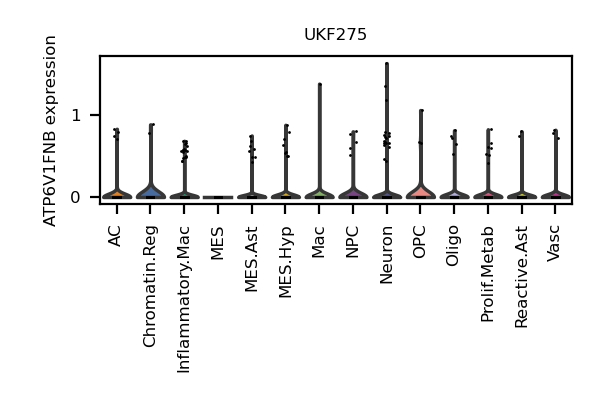 UKF275
ATP6V1FNB expression
1
0
AC
Chromatin.Reg
Inflammatory.Mac
MES
MES.Ast
MES.Hyp
Mac
NPC
Neuron
OPC
Oligo
Prolif.Metab
Reactive.Ast
Vasc